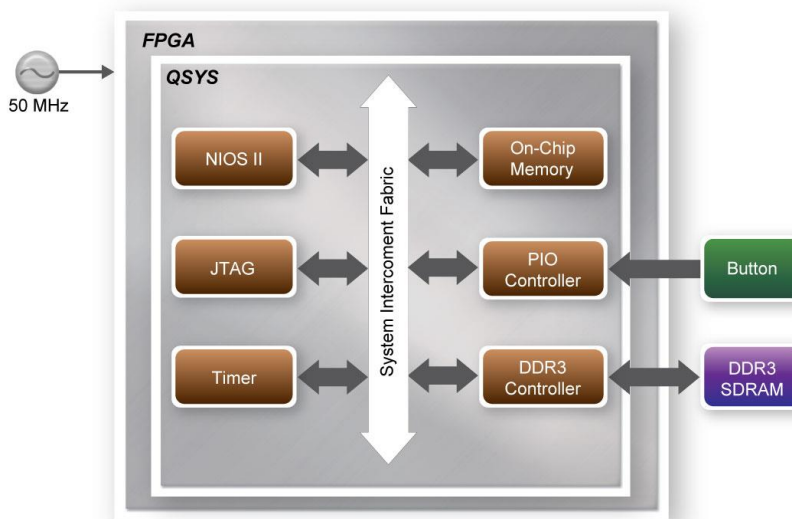 FPGA
QSYS
50 MHz
NIOS II
On-Chip
Memory
System Intercoment Fabric
JTAG
PIO
Controller
Button
Timer
DDR3
Controller
DDR3
SDRAM